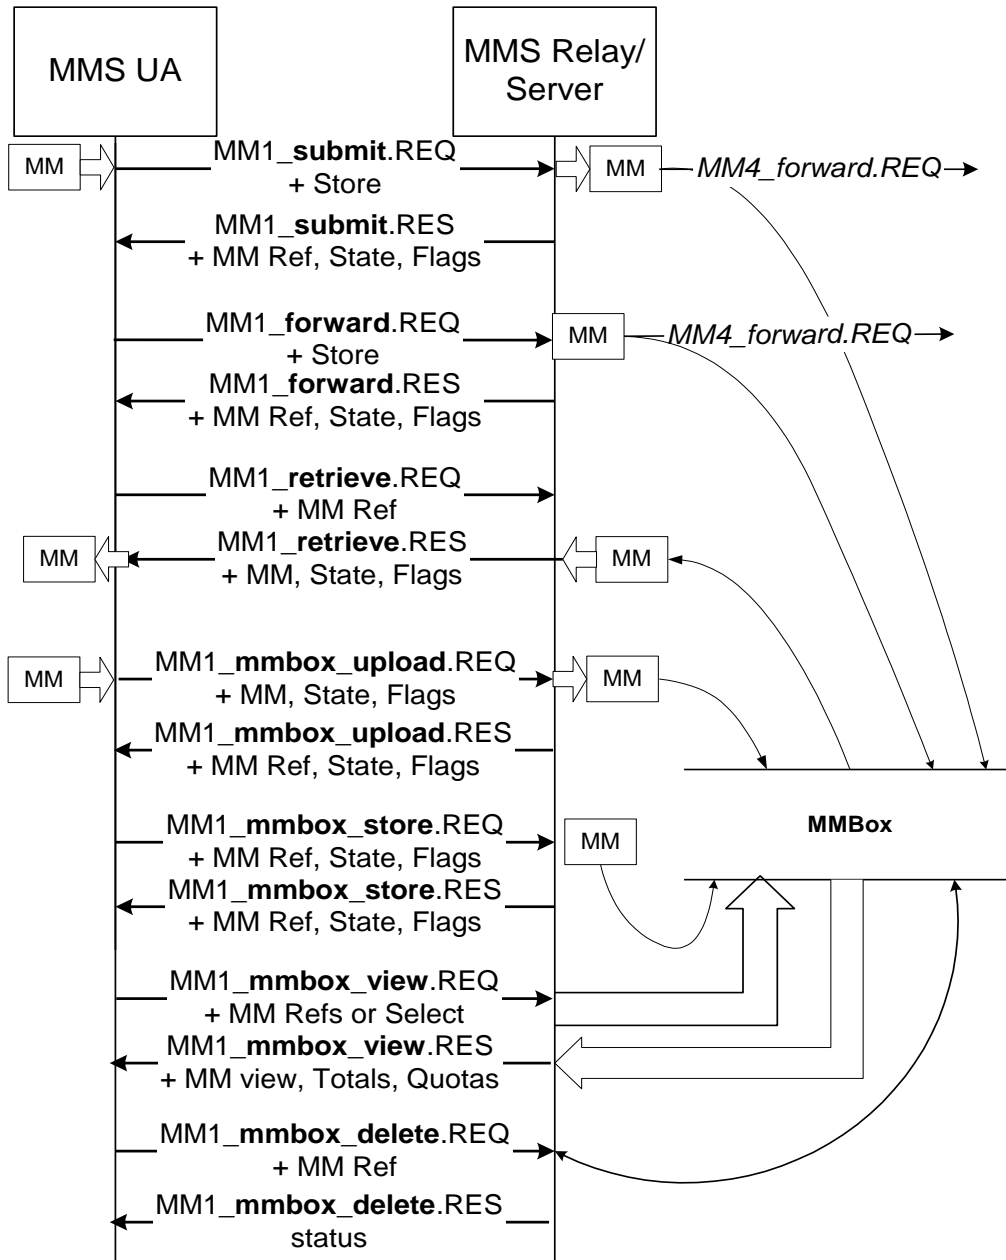 MMS UA
MMS Relay/
Server
MM
MM1_submit.REQ
+ Store
MM
MM4_forward.REQ
MM1_submit.RES
+ MM Ref, State, Flags
MM1_forward.REQ
+ Store
MM
MM4_forward.REQ
MM1_forward.RES
+ MM Ref, State, Flags
MM1_retrieve.REQ
+ MM Ref
MM
MM1_retrieve.RES
+ MM, State, Flags
MM
MM
MM1_mmbox_upload.REQ
+ MM, State, Flags
MM
MM1_mmbox_upload.RES
+ MM Ref, State, Flags
MMBox
MM1_mmbox_store.REQ
+ MM Ref, State, Flags
MM
MM1_mmbox_store.RES
+ MM Ref, State, Flags
MM1_mmbox_view.REQ
+ MM Refs or Select
MM1_mmbox_view.RES
+ MM view, Totals, Quotas
MM1_mmbox_delete.REQ
+ MM Ref
MM1_mmbox_delete.RES
status